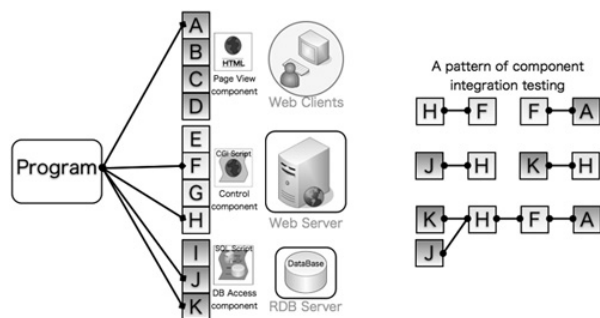 Program
A
B
C
D
HTML
Page View
component
Web Clients
E
F
G
H
CGI Script
Control
component
Web Server
I
J
K
SQL Script
DB Access
component
DataBase
RDB Server
A pattern of component
integration testing
H F F A
J H K H
K H F A
J